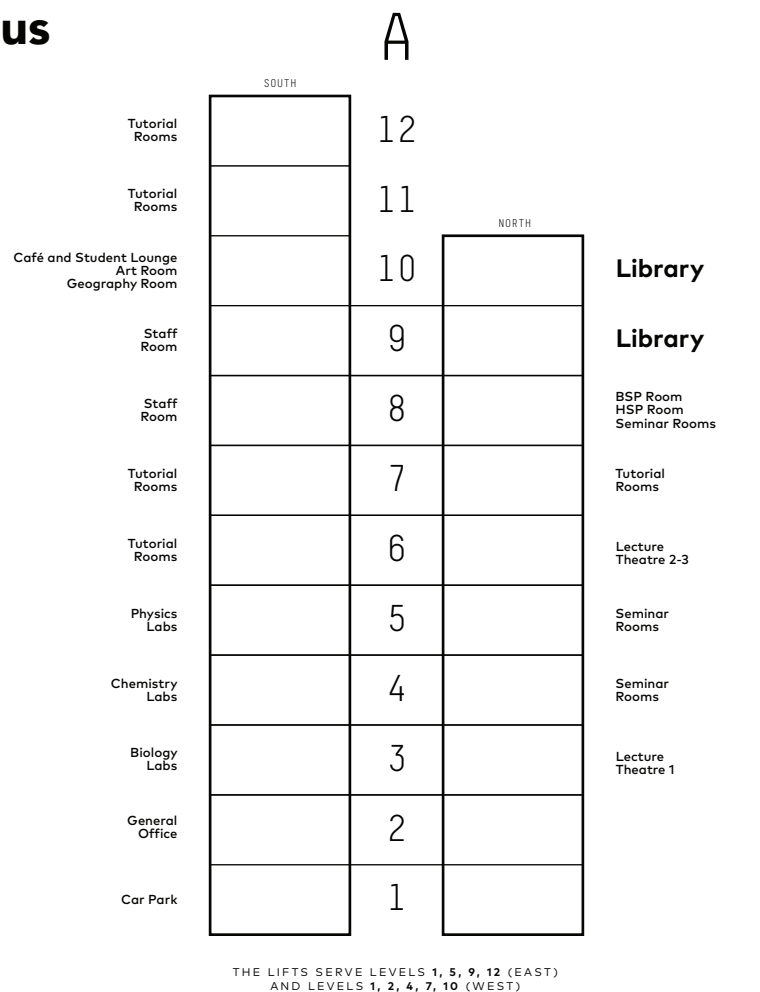 us
A
SOUTH
Tutorial
Rooms
12
Tutorial
Rooms
11
NORTH
Café and Student Lounge
Art Room
Geography Room
10
Library
Staff
Room
9
Library
Staff
Room
8
BSP Room
HSP Room
Seminar Rooms
Tutorial
Rooms
7
Tutorial
Rooms
Tutorial
Rooms
6
Lecture
Theatre 2-3
Physics
Labs
5
Seminar
Rooms
Chemistry
Labs
4
Seminar
Rooms
Biology
Labs
3
Lecture
Theatre 1
General
Office
2
Car Park
1
THE LIFTS SERVE LEVELS 1, 5, 9, 12 (EAST)
AND LEVELS 1, 2, 4, 7, 10 (WEST)